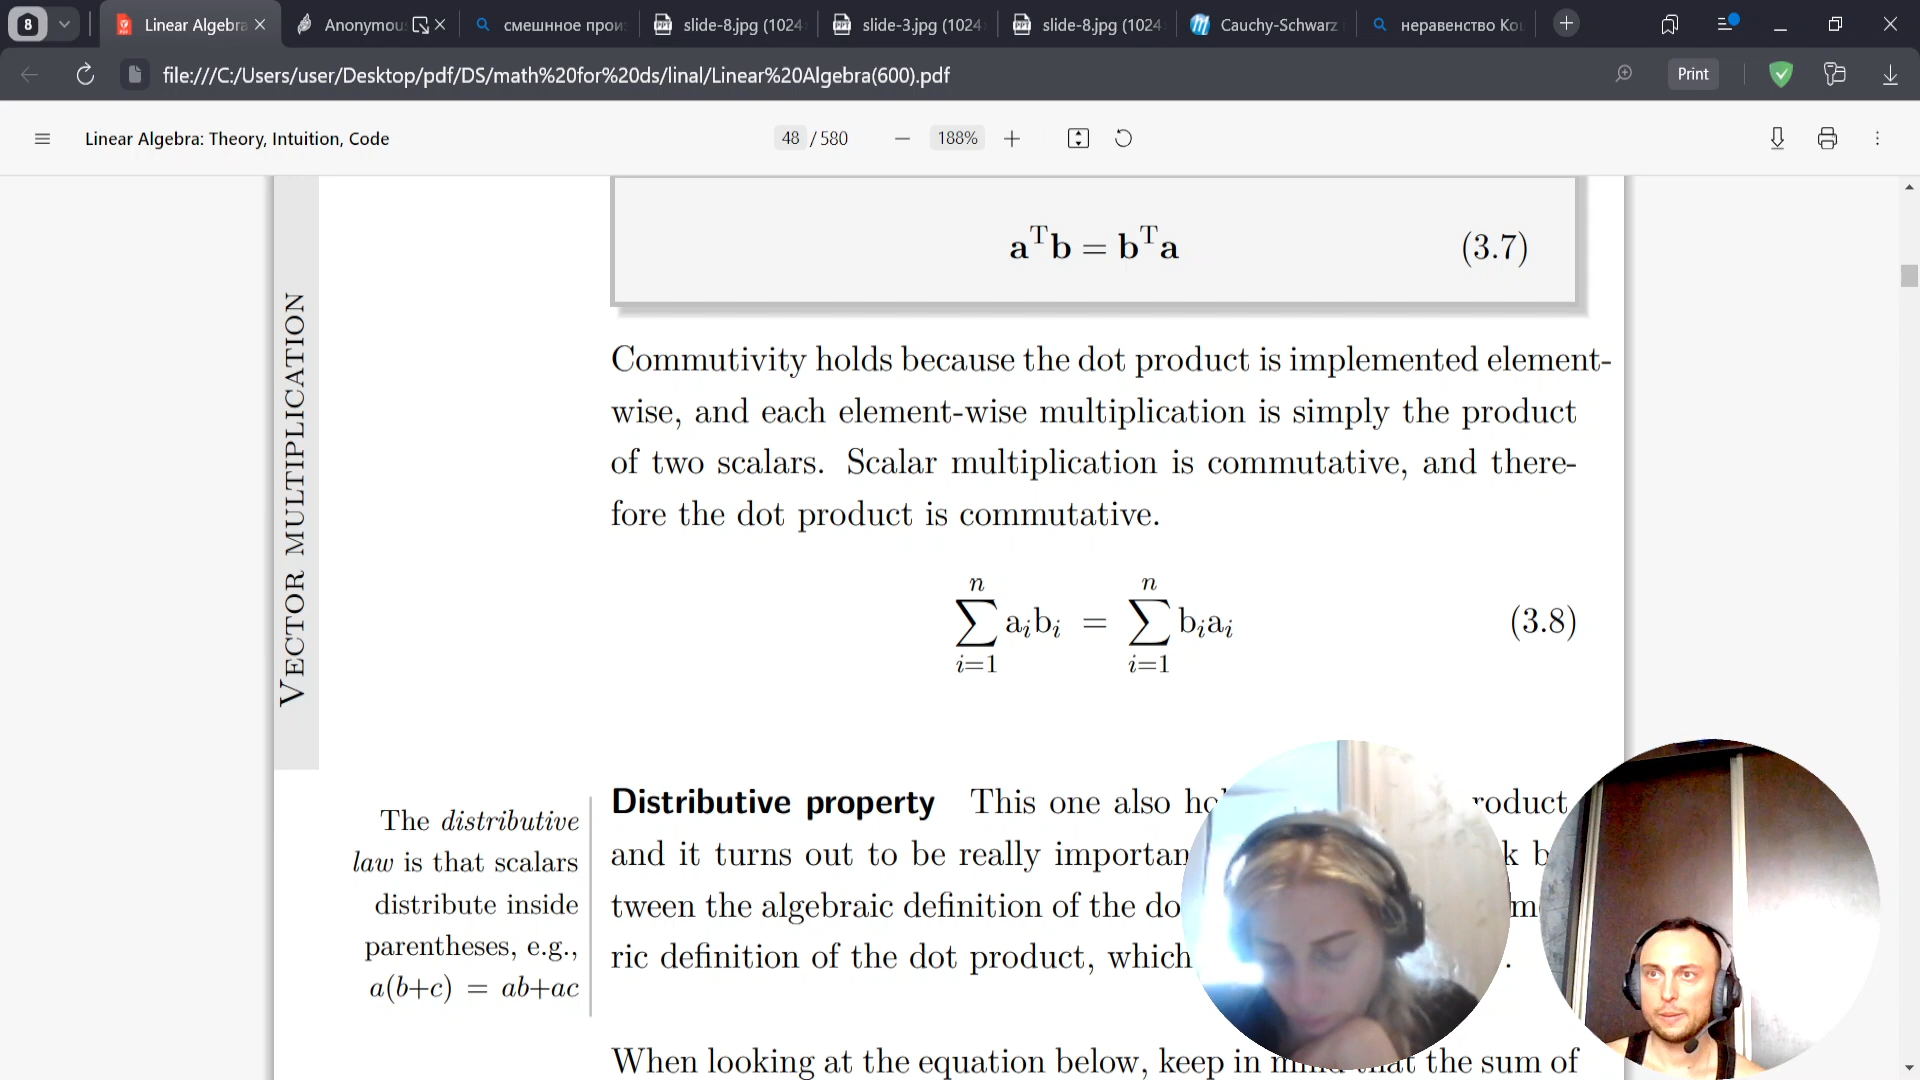 8
Linear Algebra
Anonymou
смешнное прои
slide-8.jpg (1024
slide-3.jpg (1024
slide-8.jpg (1024
Cauchy-Schwarz
неравенство Ко
file:///C:/Users/user/Desktop/pdf/DS/math%20for%20ds/linal/Linear%20Algebra(600).pdf
Print
Linear Algebra: Theory, Intuition, Code
48 / 580
188%
VECTOR MULTIPLICATION
aᵀb = bᵀa (3.7)
Commutivity holds because the dot product is implemented element-
wise, and each element-wise multiplication is simply the product
of two scalars. Scalar multiplication is commutative, and there-
fore the dot product is commutative.
∑ᵢ₌₁ⁿ aᵢbᵢ = ∑ᵢ₌₁ⁿ bᵢaᵢ (3.8)
The distributive
law is that scalars
distribute inside
parentheses, e.g.,
a(b+c) = ab+ac
Distributive property This one also ho roduct,
and it turns out to be really importan k b
tween the algebraic definition of the do m
ric definition of the dot product, which .
When looking at the equation below, keep in mind that the sum of